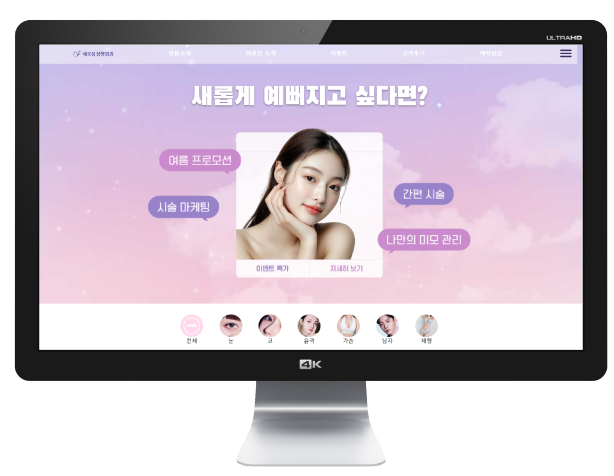 ULTRAHD
새로움성형외과
병원소개
의료진 소개
이벤트
고객후기
예약상담
새롭게 예뻐지고 싶다면?
여름 프로모션
시술 마케팅
간편 시술
나만의 미모 관리
이벤트 특가
자세히 보기
전체
눈
코
윤곽
가슴
남자
체형
4K